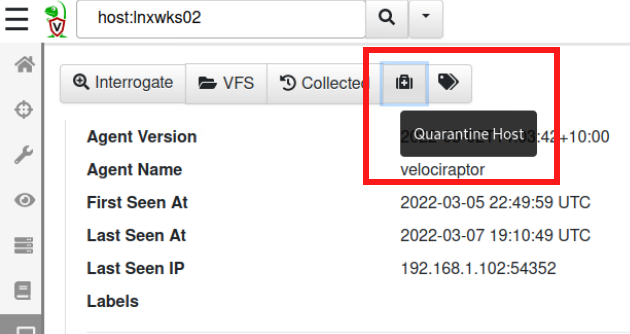 host:lnxwks02
Interrogate VFS Collected
Quarantine Host
Agent Version :42+10:00
Agent Name velociraptor
First Seen At 2022-03-05 22:49:59 UTC
Last Seen At 2022-03-07 19:10:49 UTC
Last Seen IP 192.168.1.102:54352
Labels